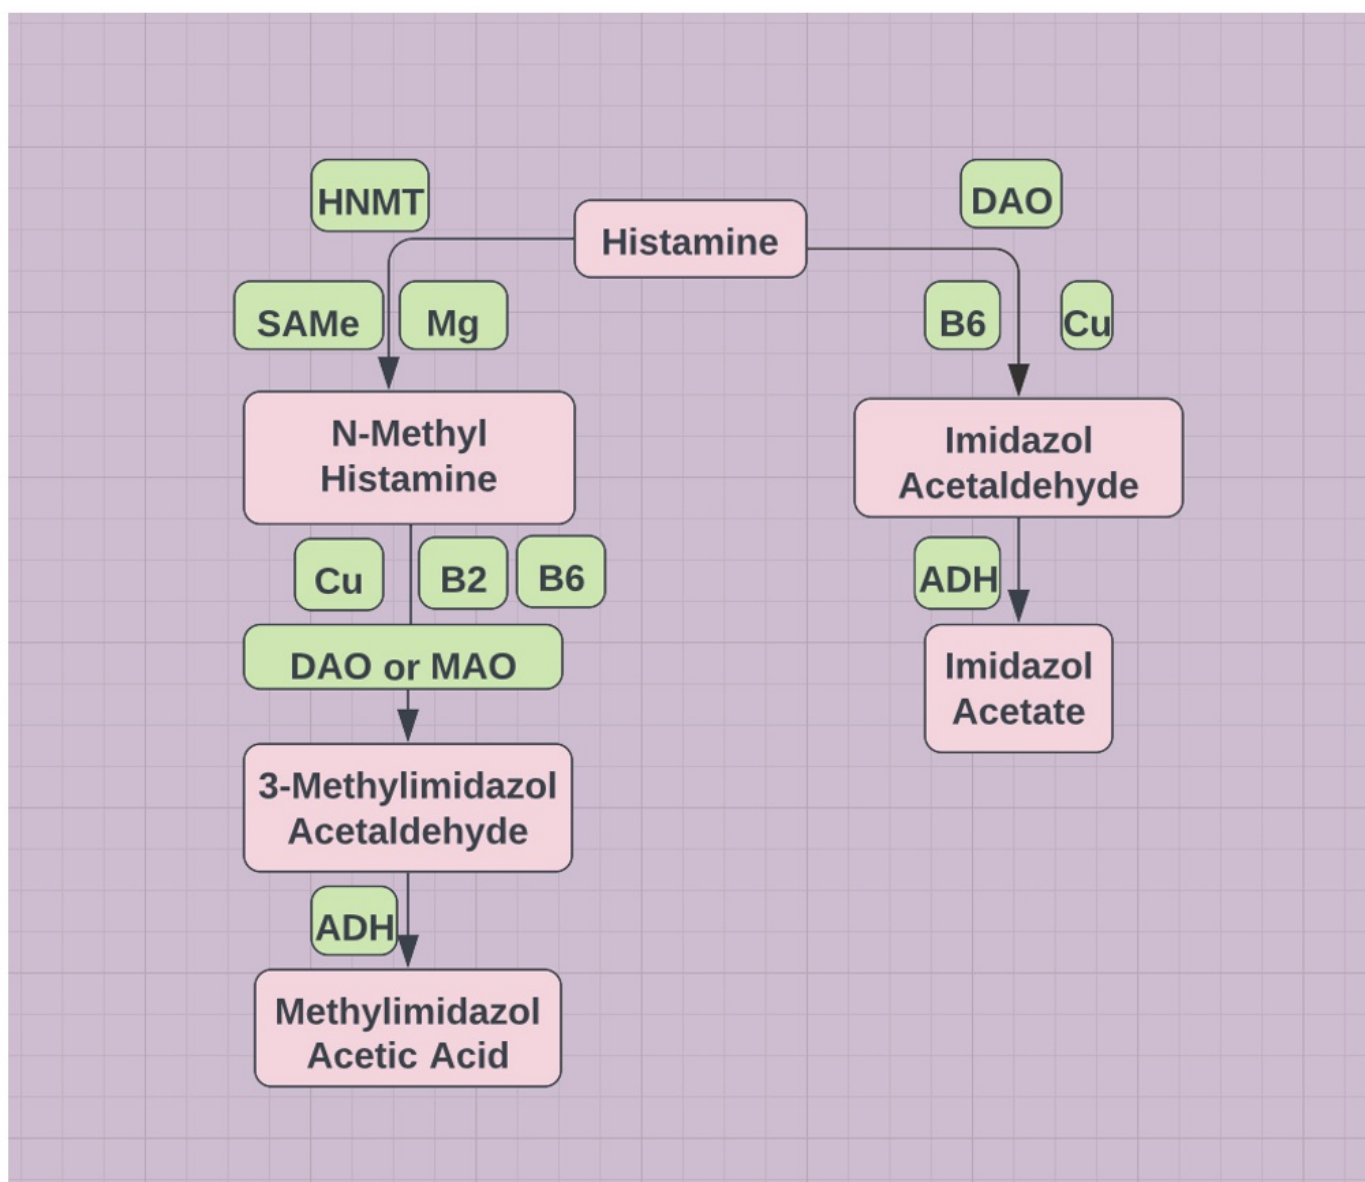 HNMT
DAO
Histamine
SAMe
Mg
B6
Cu
N-Methyl
Histamine
Imidazol
Acetaldehyde
Cu
B2
B6
ADH
DAO or MAO
Imidazol
Acetate
3-Methylimidazol
Acetaldehyde
ADH
Methylimidazol
Acetic Acid